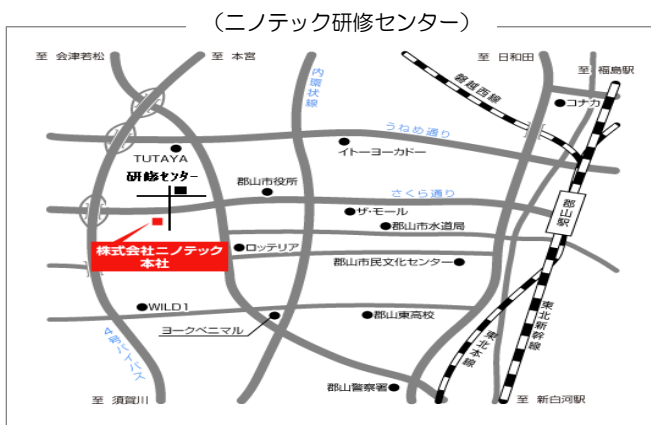 （ニノテック研修センター）
至 会津若松
至 本宮
至 日和田
至 福島駅
内環状線
磐越西線
コナカ
うねめ通り
イトーヨーカドー
TUTAYA
研修センター
郡山市役所
さくら通り
ザ・モール
郡山市水道局
郡山駅
株式会社ニノテック
本社
ロッテリア
郡山市民文化センター
WILD1
ヨークベニマル
郡山東高校
4号バイパス
東北本線
東北新幹線
郡山警察署
至 須賀川
至 新白河駅